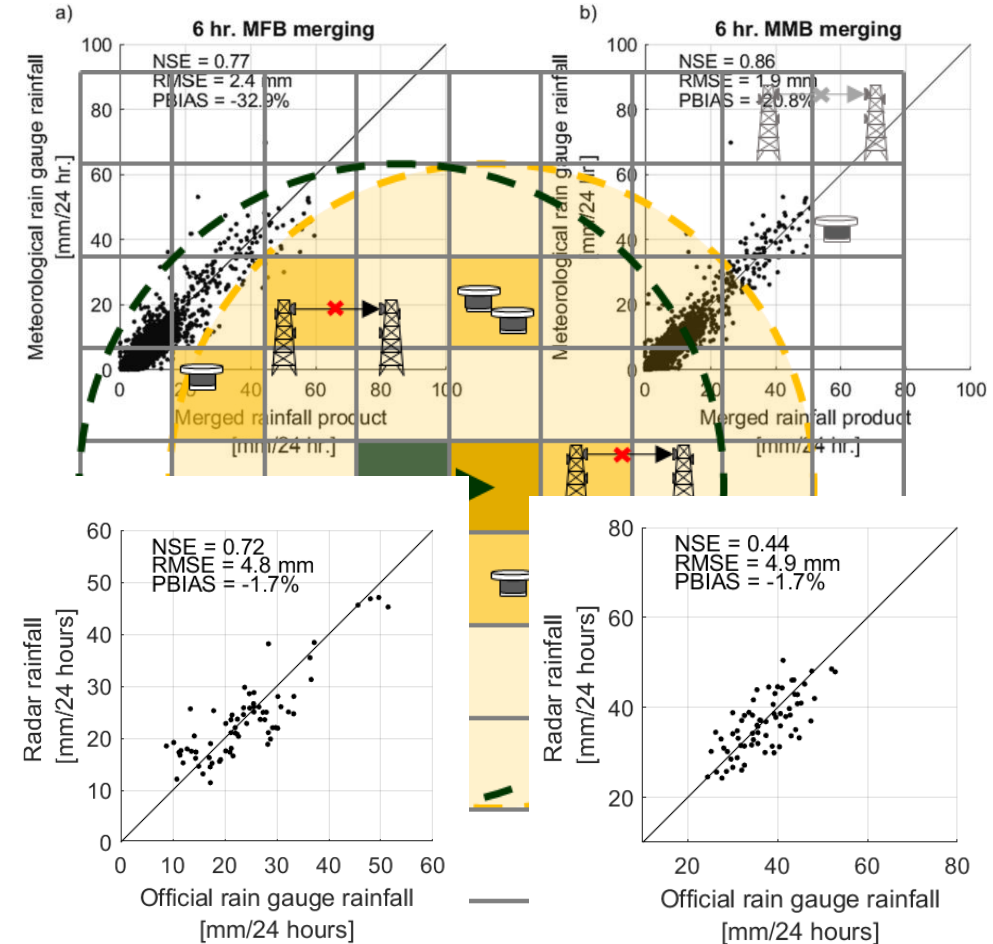 a)
6 hr. MFB merging
NSE = 0.77
RMSE = 2.4 mm
PBIAS = -32.9%
Meteorological rain gauge rainfall
[mm/24 hr.]
100
80
60
40
20
0
0
40
60
80
100
Merged rainfall product
[mm/24 hr.]
b)
6 hr. MMB merging
NSE = 0.86
RMSE = 1.9 mm
PBIAS = -20.8%
Meteorological rain gauge rainfall
[mm/24 hr.]
100
80
60
40
20
0
0
20
40
60
80
100
Merged rainfall product
[mm/24 hr.]
NSE = 0.72
RMSE = 4.8 mm
PBIAS = -1.7%
Radar rainfall
[mm/24 hours]
60
50
40
30
20
10
0
0
10
20
30
40
50
60
Official rain gauge rainfall
[mm/24 hours]
NSE = 0.44
RMSE = 4.9 mm
PBIAS = -1.7%
Radar rainfall
[mm/24 hours]
80
60
40
20
20
40
60
80
Official rain gauge rainfall
[mm/24 hours]